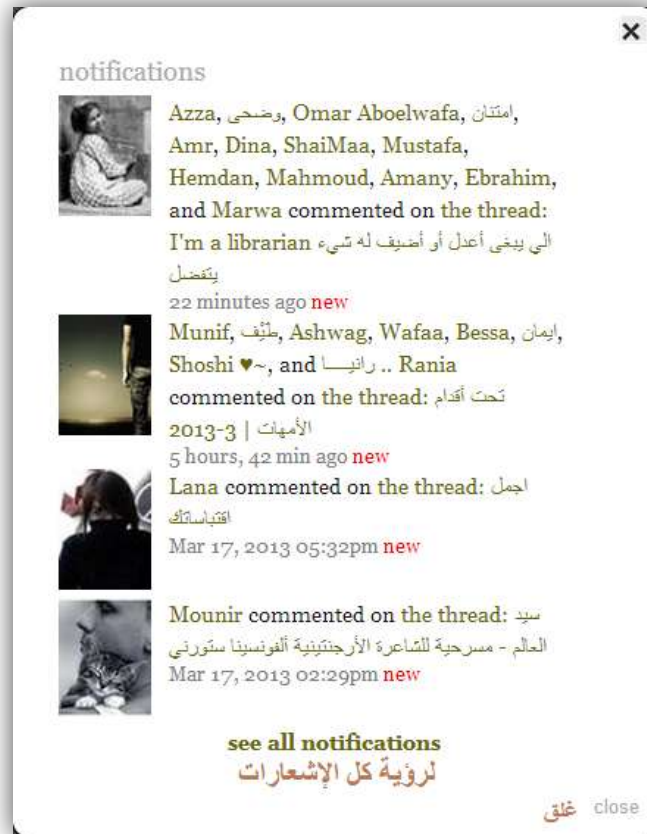 notifications
Azza, وضحى, Omar Aboelwafa, امتنان,
Amr, Dina, ShaiMaa, Mustafa,
Hemdan, Mahmoud, Amany, Ebrahim,
and Marwa commented on the thread:
I'm a librarian الي يبغى أعدل أو أضيف له شيء
يتفضل
22 minutes ago new
Munif, طَيْف, Ashwag, Wafaa, Bessa, ايمان,
Shoshi ♥~, and رانيـــا .. Rania
commented on the thread: تحت أقدام
الأمهات | 3-2013
5 hours, 42 min ago new
Lana commented on the thread: اجمل
اقتباساتك
Mar 17, 2013 05:32pm new
Mounir commented on the thread: سيد
العالم - مسرحية للشاعرة الأرجنتينية ألفونسينا ستورني
Mar 17, 2013 02:29pm new
see all notifications
لرؤية كل الإشعارات
غلق close